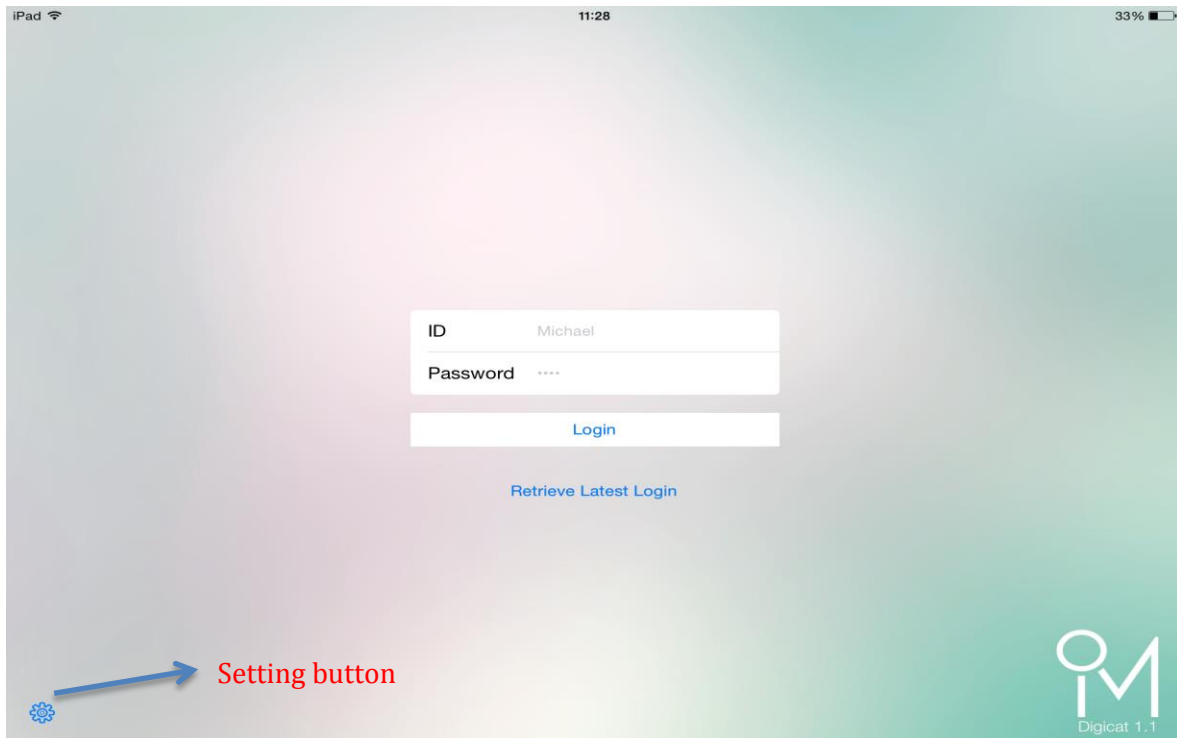 iPad 11:28 33%
ID Michael
Password ••••
Login
Retrieve Latest Login
Setting button
Digicat 1.1